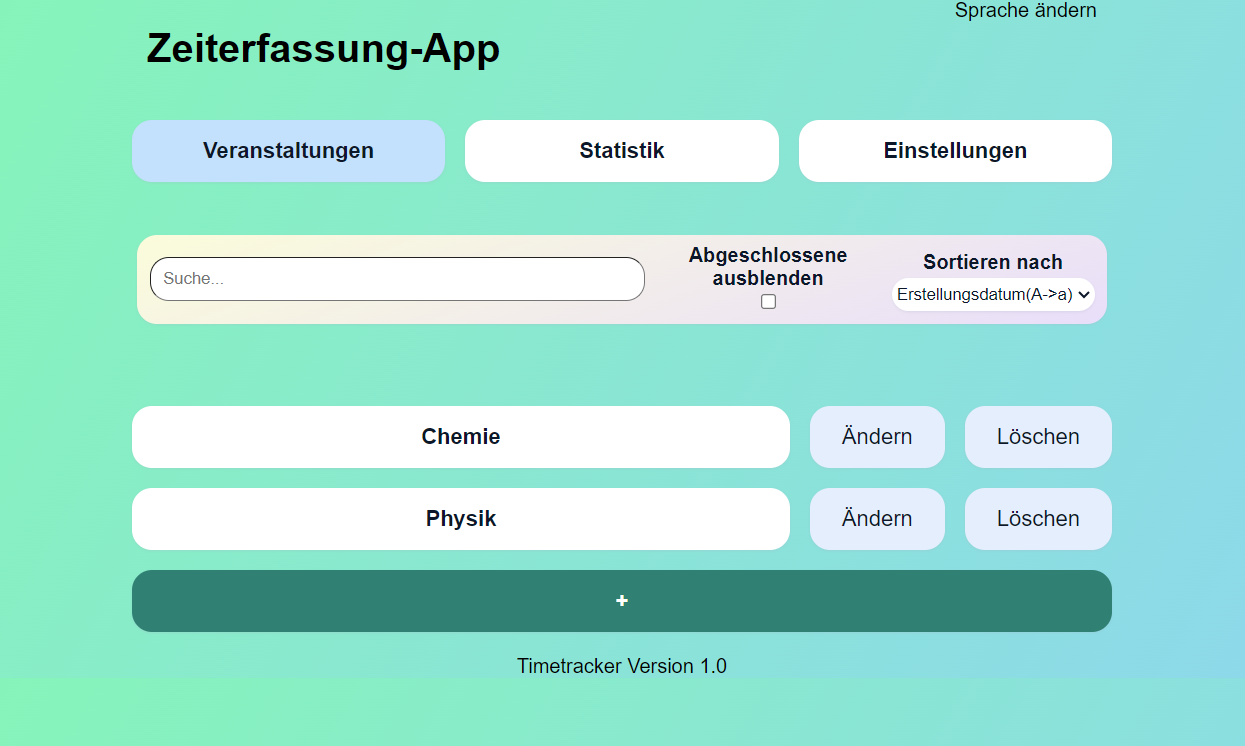 Sprache ändern
Zeiterfassung-App
Veranstaltungen
Statistik
Einstellungen
Suche...
Abgeschlossene
ausblenden
Sortieren nach
Erstellungsdatum(A->a)
Chemie
Ändern
Löschen
Physik
Ändern
Löschen
+
Timetracker Version 1.0